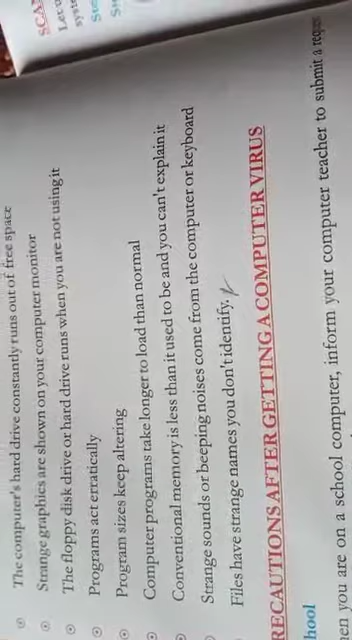 SCA
Let
syste
Ste
The computer's hard drive constantly runs out of free space
Strange graphics are shown on your computer monitor
The floppy disk drive or hard drive runs when you are not using it
Programs act erratically
Program sizes keep altering
Computer programs take longer to load than normal
Conventional memory is less than it used to be and you can't explain it
Strange sounds or beeping noises come from the computer or keyboard
Files have strange names you don't identify.
RECAUTIONS AFTER GETTING A COMPUTER VIRUS
hool
en you are on a school computer, inform your computer teacher to submit a